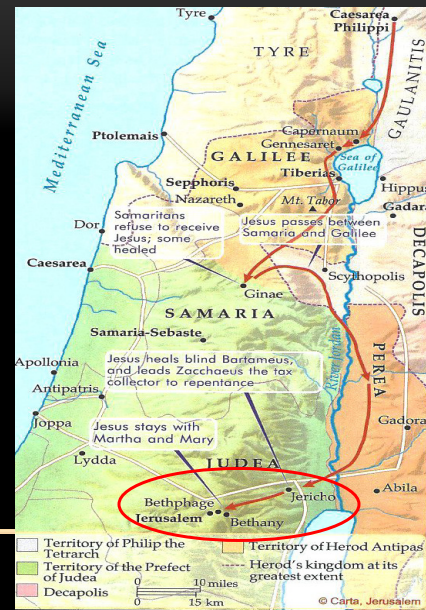 Tyre
Caesarea
Philippi
TYRE
Mediterranean Sea
GAULANITIS
Ptolemais
Capernaum
Gennesaret
GALILEE
Sea of
Galilee
Tiberias
Sepphoris
Hippus
Nazareth
Mt. Tabor
Gadara
Samaritans
refuse to receive
Jesus; some
healed
Jesus passes between
Samaria and Galilee
Dor
DECAPOLIS
Caesarea
Scythopolis
Ginae
SAMARIA
Samaria-Sebaste
River Jordan
PEREA
Jesus heals blind Bartameus,
and leads Zacchaeus the tax
collector to repentance
Apollonia
Antipatris
Joppa
Gadora
Jesus stays with
Martha and Mary
Lydda
JUDEA
Jericho
Abila
Bethphage
Jerusalem
Bethany
Territory of Philip the
Tetrarch
Territory of the Prefect
of Judea
Decapolis
Territory of Herod Antipas
Herod's kingdom at its
greatest extent
0 10 miles
0 15 km
© Carta, Jerusalem